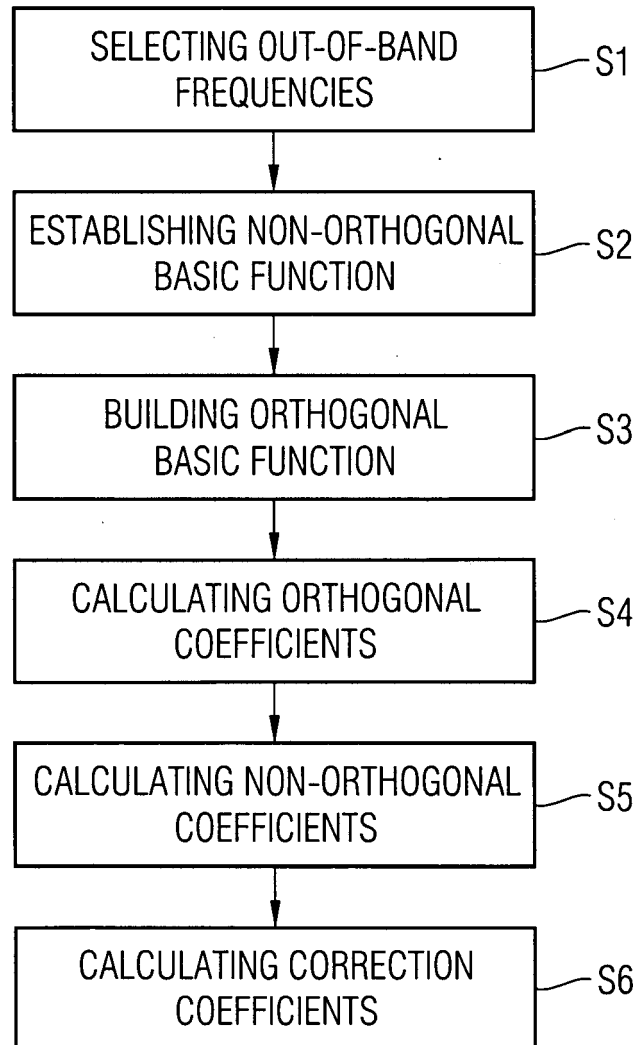 SELECTING OUT-OF-BAND
FREQUENCIES
S1
ESTABLISHING NON-ORTHOGONAL
BASIC FUNCTION
S2
BUILDING ORTHOGONAL
BASIC FUNCTION
S3
CALCULATING ORTHOGONAL
COEFFICIENTS
S4
CALCULATING NON-ORTHOGONAL
COEFFICIENTS
S5
CALCULATING CORRECTION
COEFFICIENTS
S6